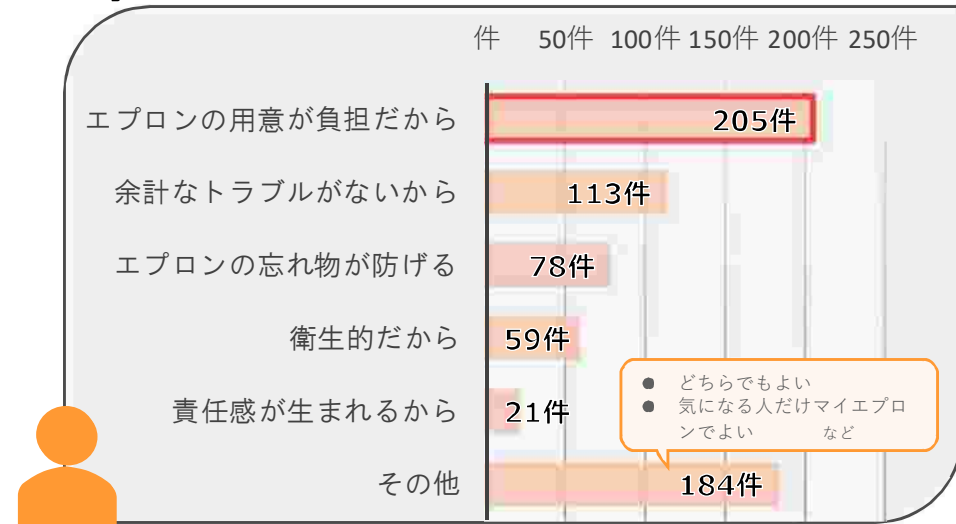 件 50件 100件 150件 200件 250件
エプロンの用意が負担だから
205件
余計なトラブルがないから
113件
エプロンの忘れ物が防げる
78件
衛生的だから
59件
責任感が生まれるから
21件
● どちらでもよい
● 気になる人だけマイエプロ
ンでよい など
その他
184件